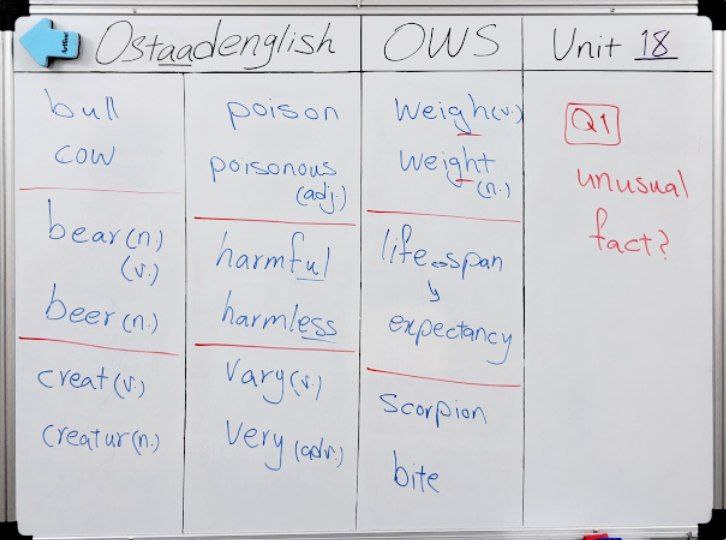 Ostaadenglish
OWS
Unit 18
bull
cow
bear (n.)
(v.)
beer (n.)
creat (v.)
creatur (n.)
poison
poisonous
(adj.)
harmful
harmless
vary (v.)
very (adv.)
weigh (v.)
weight
(n.)
life span
expectancy
scorpion
bite
Q1
unusual
fact?